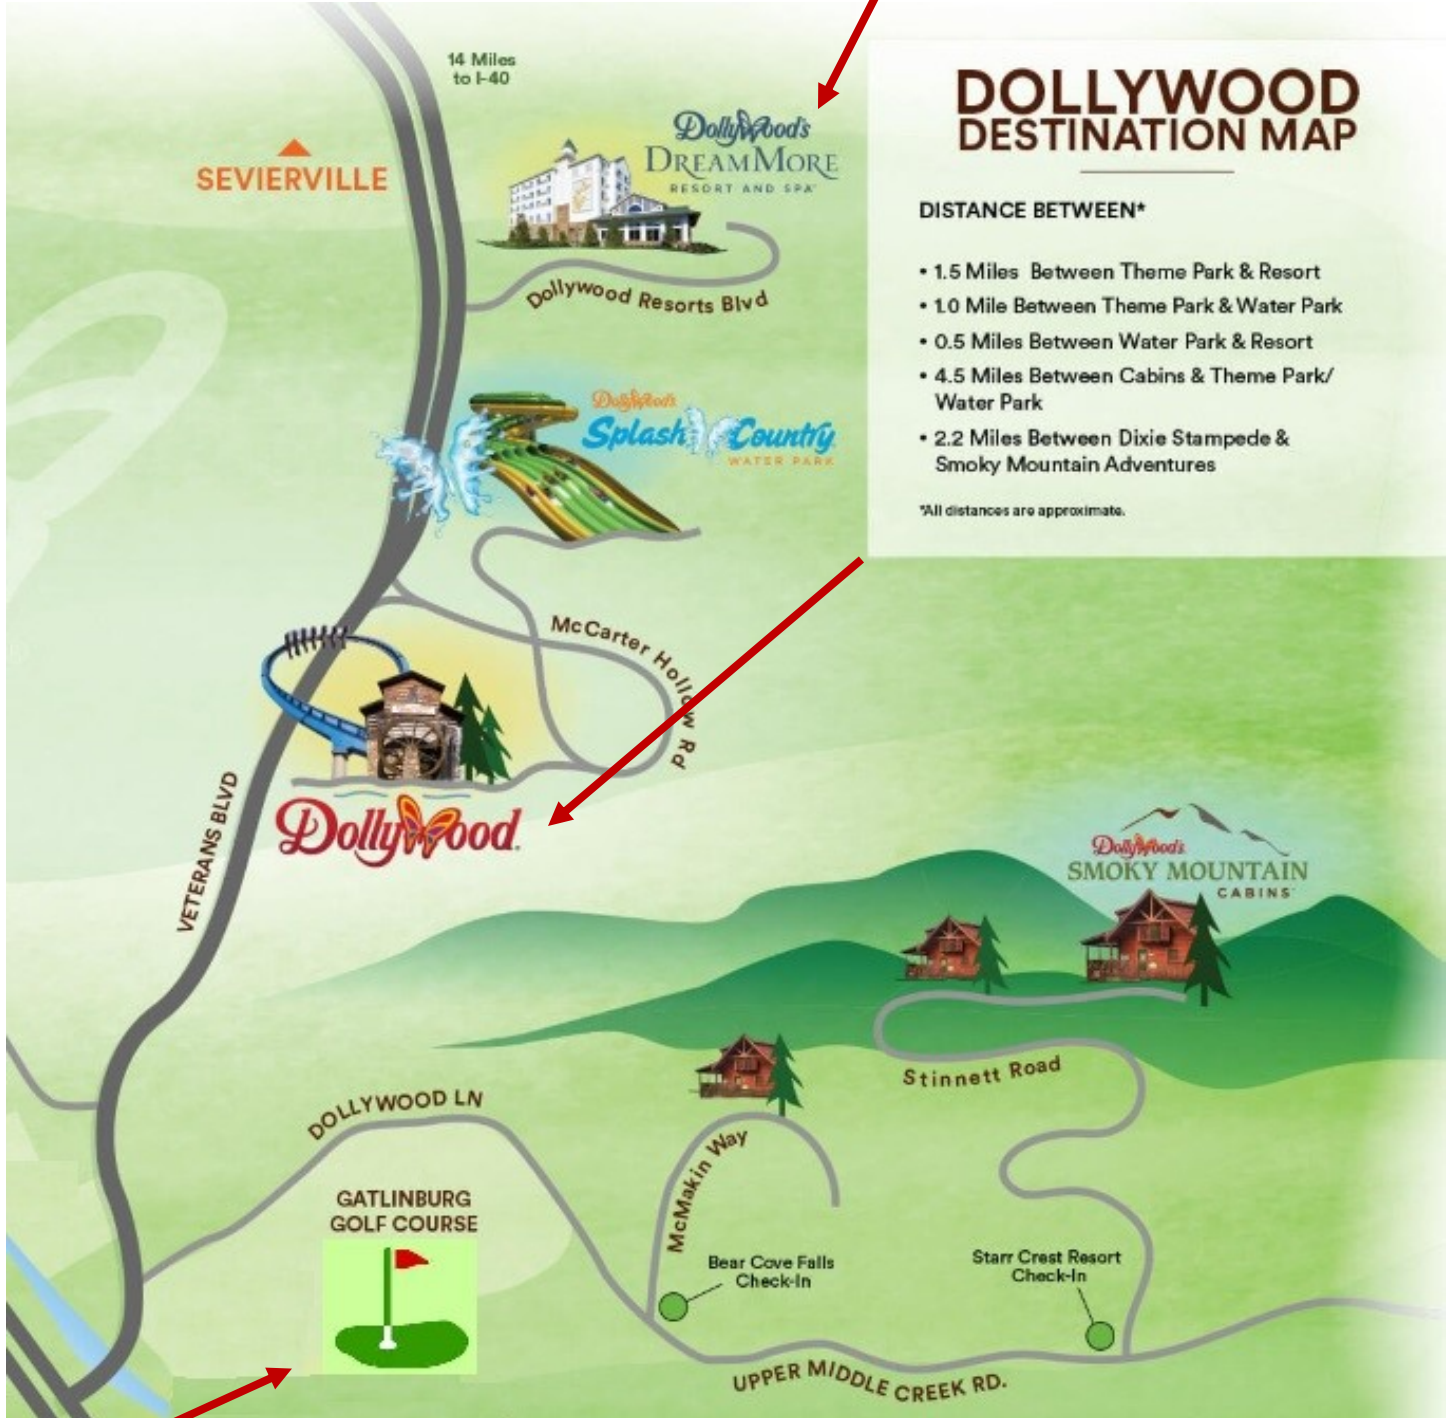 14 Miles
to I-40
SEVIERVILLE
Dollywood's
DREAMMORE
RESORT AND SPA
Dollywood Resorts Blvd
DOLLYWOOD
DESTINATION MAP
DISTANCE BETWEEN*
• 1.5 Miles Between Theme Park & Resort
• 1.0 Mile Between Theme Park & Water Park
• 0.5 Miles Between Water Park & Resort
• 4.5 Miles Between Cabins & Theme Park/
Water Park
• 2.2 Miles Between Dixie Stampede &
Smoky Mountain Adventures
*All distances are approximate.
Dollywood's
Splash Country
WATER PARK
McCarter Hollow Rd
Dollywood
VETERANS BLVD
Dollywood's
SMOKY MOUNTAIN
CABINS
Stinnett Road
DOLLYWOOD LN
McMakin Way
GATLINBURG
GOLF COURSE
Bear Cove Falls
Check-In
Starr Crest Resort
Check-In
UPPER MIDDLE CREEK RD.